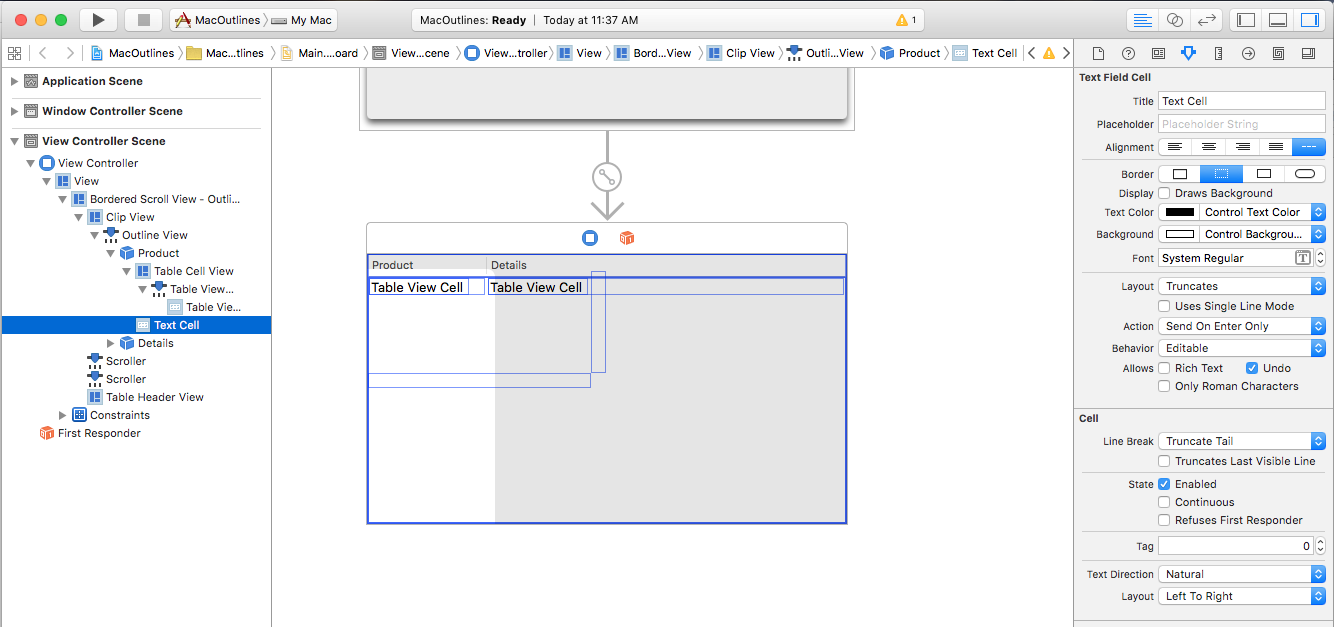 MacOutlines My Mac MacOutlines: Ready Today at 11:37 AM 1
MacOutlines Mac...tlines Main....oard View...cene View...troller View Bord...View Clip View Outli...View Product Text Cell
Application Scene
Window Controller Scene
View Controller Scene
View Controller
View
Bordered Scroll View - Outli...
Clip View
Outline View
Product
Table Cell View
Table View...
Table Vie...
Text Cell
Details
Scroller
Scroller
Table Header View
Constraints
First Responder
Product Details
Table View Cell Table View Cell
Text Field Cell
Title Text Cell
Placeholder Placeholder String
Alignment
Border
Display Draws Background
Text Color Control Text Color
Background Control Backgrou...
Font System Regular T
Layout Truncates
Uses Single Line Mode
Action Send On Enter Only
Behavior Editable
Allows Rich Text Undo
Only Roman Characters
Cell
Line Break Truncate Tail
Truncates Last Visible Line
State Enabled
Continuous
Refuses First Responder
Tag 0
Text Direction Natural
Layout Left To Right